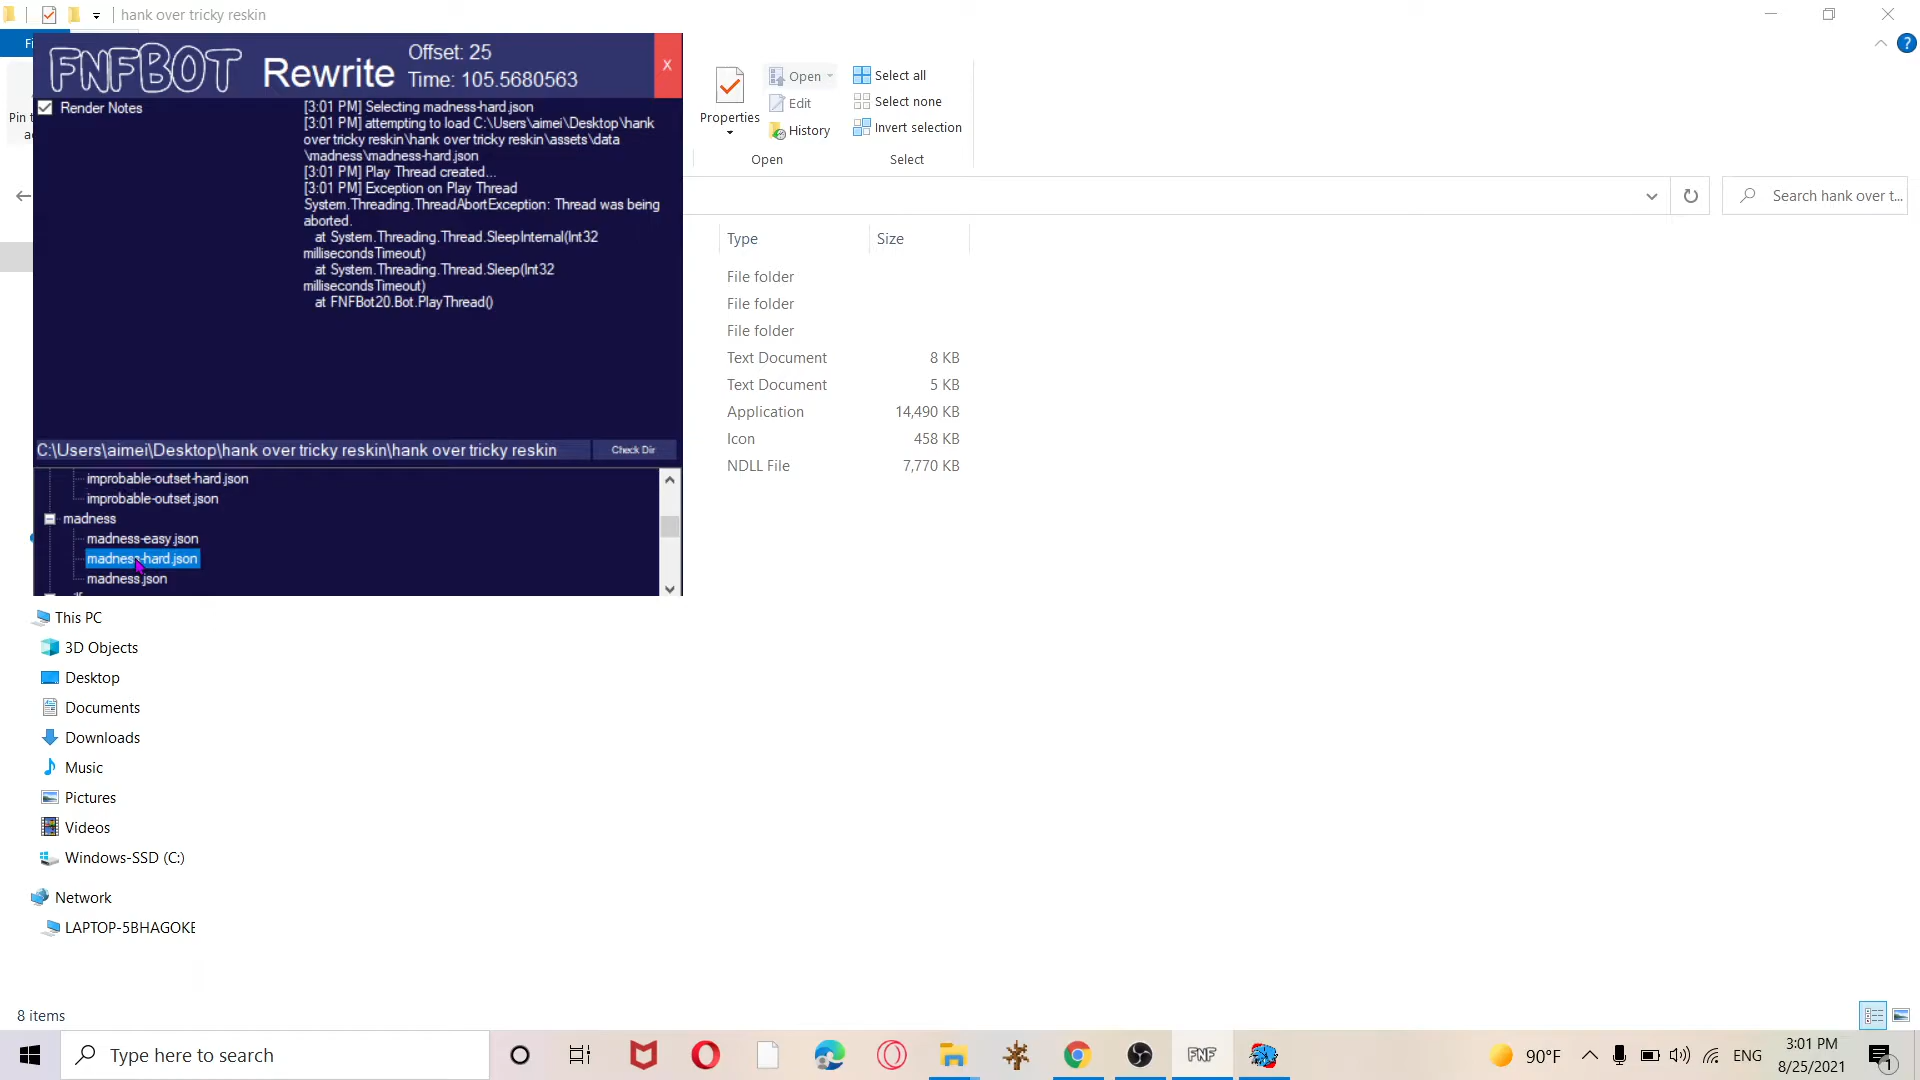 hank over tricky reskin
FNFBOT Rewrite
Offset: 25
Time: 105.5680563
X
Render Notes
[3:01 PM] Selecting madness-hard.json
[3:01 PM] attempting to load C:\Users\aimei\Desktop\hank
over tricky reskin\hank over tricky reskin\assets\data
\madness\madness-hard.json
[3:01 PM] Play Thread created...
[3:01 PM] Exception on Play Thread
System.Threading.ThreadAbortException: Thread was being
aborted.
at System.Threading.Thread.SleepInternal(Int32
millisecondsTimeout)
at System.Threading.Thread.Sleep(Int32
millisecondsTimeout)
at FNFBot20.Bot.PlayThread()
C:\Users\aimei\Desktop\hank over tricky reskin\hank over tricky reskin
Check Dir
improbable-outset-hard.json
improbable-outset.json
madness
madness-easy.json
madness-hard.json
madness.json
Fi
Pin t
Properties
Open
Edit
History
Open
Select all
Select none
Invert selection
Select
Search hank over t...
Type Size
File folder
File folder
File folder
Text Document 8 KB
Text Document 5 KB
Application 14,490 KB
Icon 458 KB
NDLL File 7,770 KB
This PC
3D Objects
Desktop
Documents
Downloads
Music
Pictures
Videos
Windows-SSD (C:)
Network
LAPTOP-5BHAGOKE
8 items
Type here to search
FNF
90°F
ENG
3:01 PM
8/25/2021
1